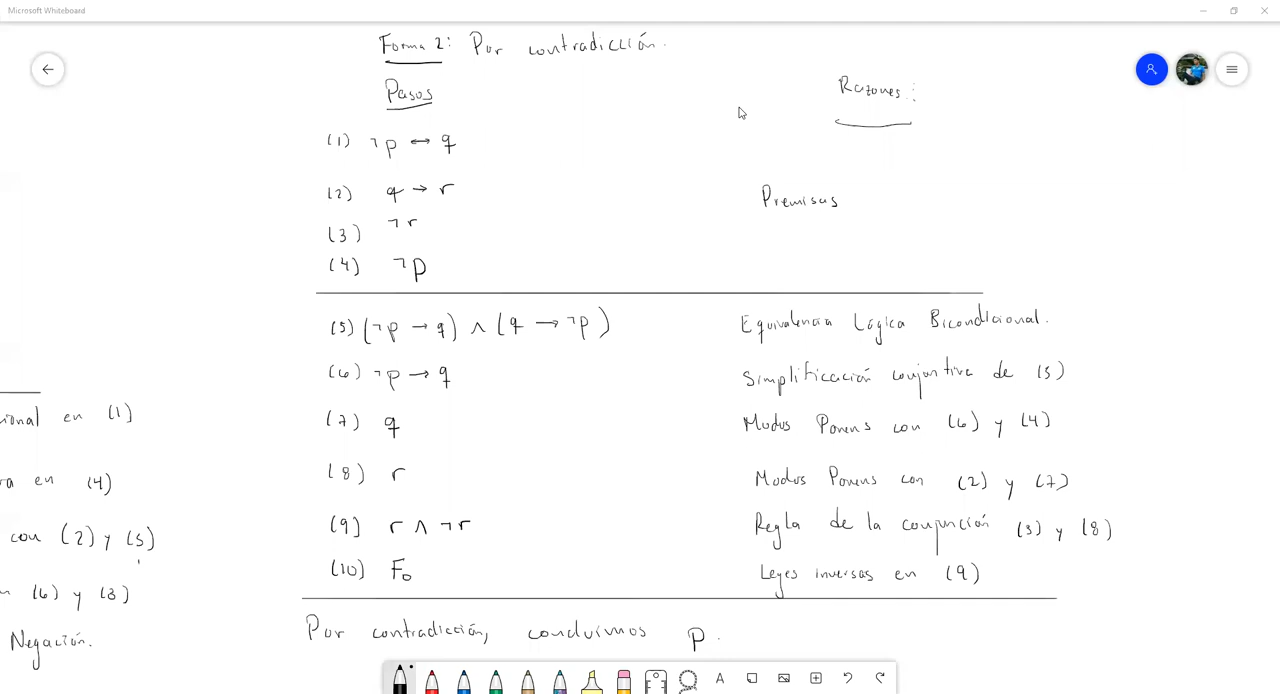 Microsoft Whiteboard
Forma 2: Por contradicción.
Pasos
Razones:
(1) ¬p ↔ q
(2) q → r
Premisas
(3) ¬r
(4) ¬p
(5) (¬p → q) ∧ (q → ¬p)
Equivalencia Lógica Bicondicional.
(6) ¬p → q
Simplificación conjuntiva de (5)
(7) q
Modus Ponens con (6) y (4)
(8) r
Modus Ponens con (2) y (7)
(9) r ∧ ¬r
Regla de la conjunción (3) y (8)
(10) F₀
Leyes inversas en (9)
Por contradicción, concluimos p.
cional en (1)
en (4)
con (2) y (5)
(6) y (3)
Negación.
A